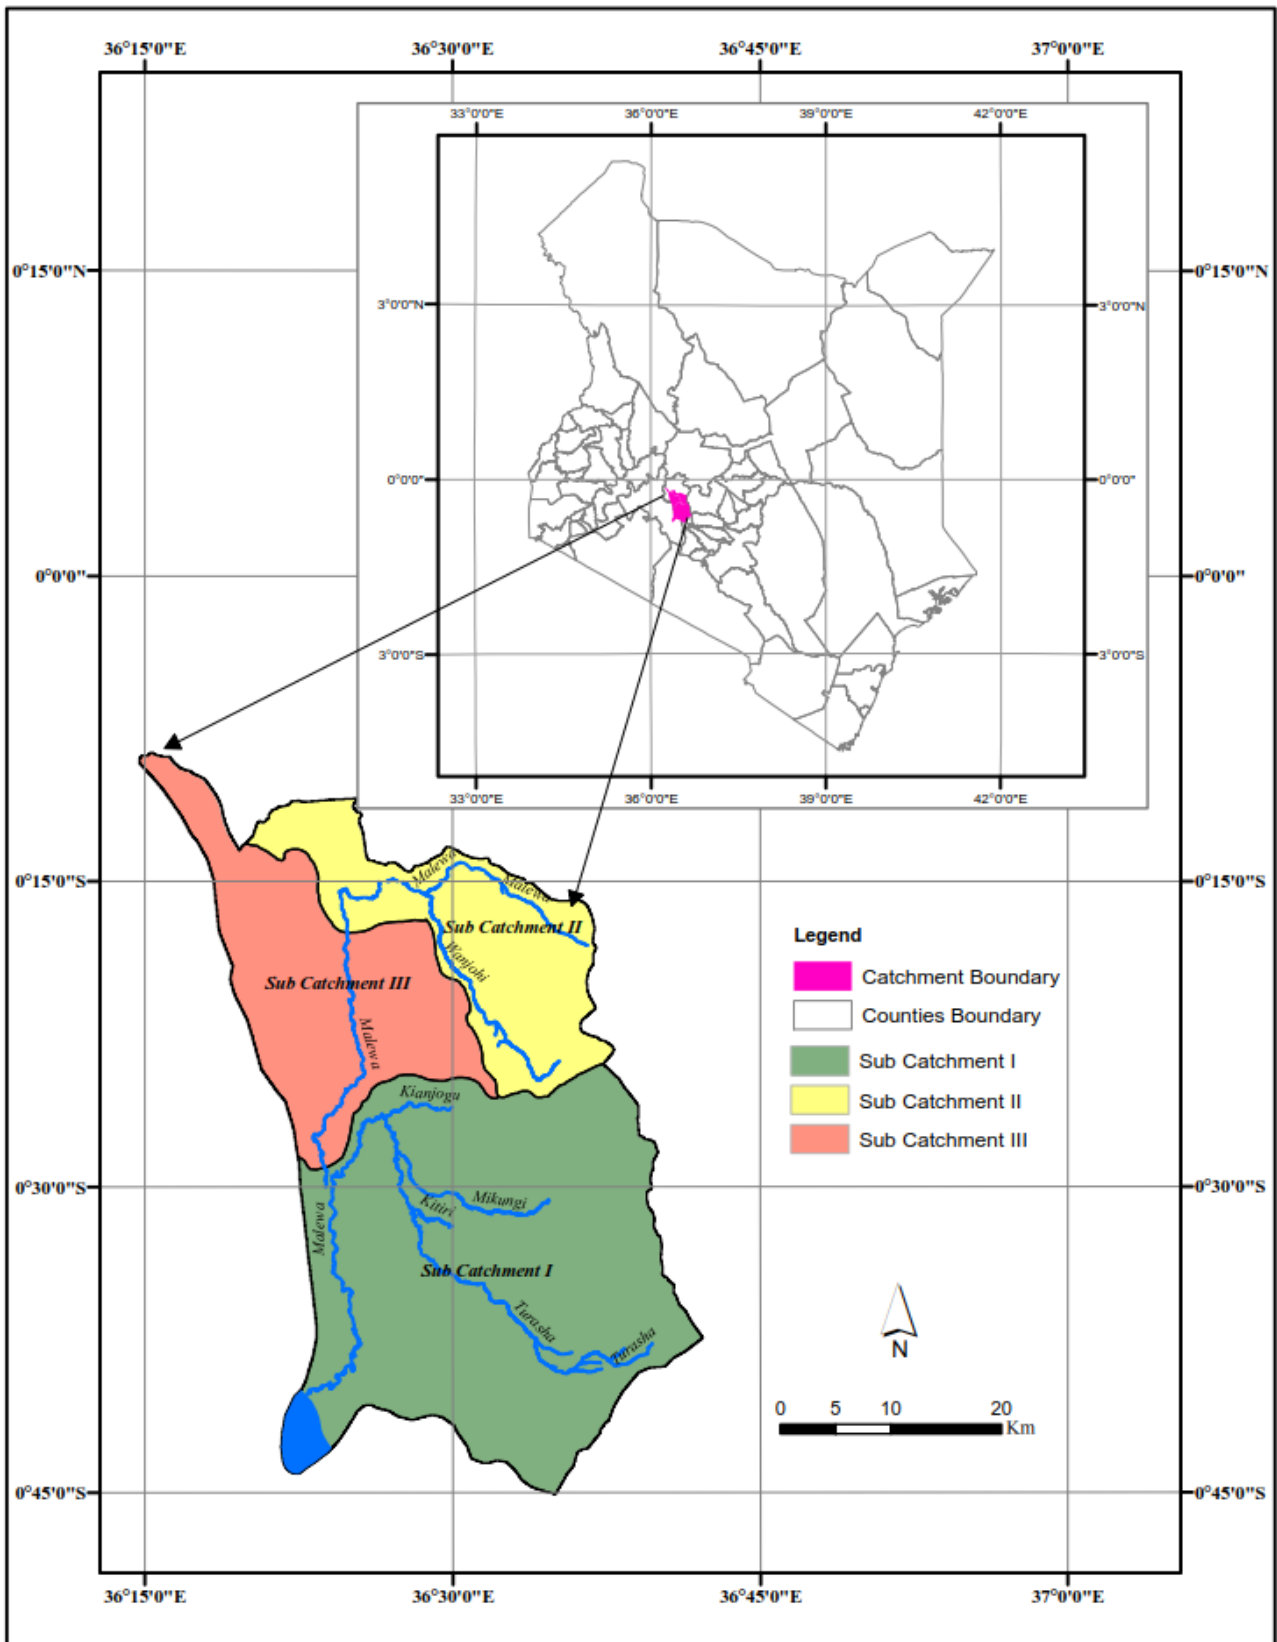 36°15'0"E 36°30'0"E 36°45'0"E 37°0'0"E
33°0'0"E 36°0'0"E 39°0'0"E 42°0'0"E
0°15'0"N 0°15'0"N
3°0'0"N 3°0'0"N
0°0'0" 0°0'0"
0°0'0" 0°0'0"
3°0'0"S 3°0'0"S
33°0'0"E 36°0'0"E 39°0'0"E 42°0'0"E
Malewa
Malewa
0°15'0"S 0°15'0"S
Sub Catchment II
Wanjohi
Sub Catchment III
Malewa
Legend
Catchment Boundary
Counties Boundary
Sub Catchment I
Sub Catchment II
Sub Catchment III
Kianjogu
0°30'0"S 0°30'0"S
Mikungi
Kitiri
Malewa
Sub Catchment I
Turasha
Turasha
N
0 5 10 20
Km
0°45'0"S 0°45'0"S
36°15'0"E 36°30'0"E 36°45'0"E 37°0'0"E